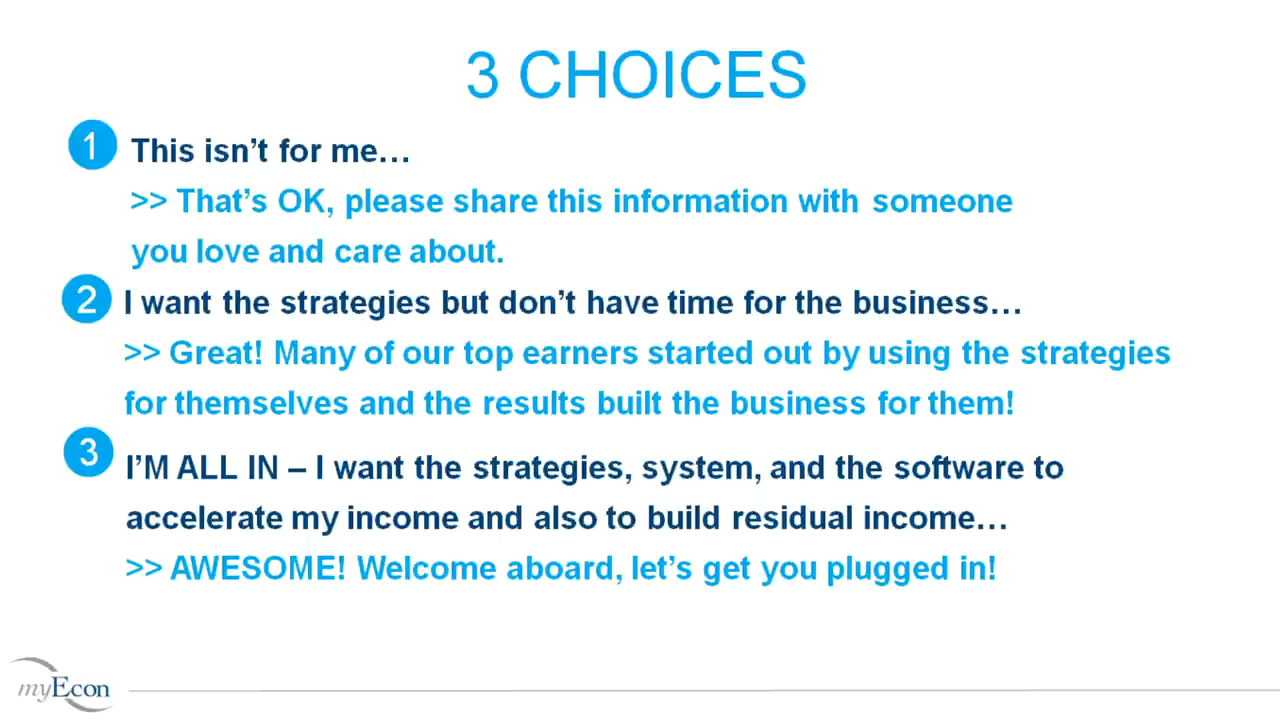 3 CHOICES
1 This isn’t for me…
>> That’s OK, please share this information with someone
you love and care about.
2 I want the strategies but don’t have time for the business…
>> Great! Many of our top earners started out by using the strategies
for themselves and the results built the business for them!
3 I’M ALL IN – I want the strategies, system, and the software to
accelerate my income and also to build residual income…
>> AWESOME! Welcome aboard, let’s get you plugged in!
myEcon